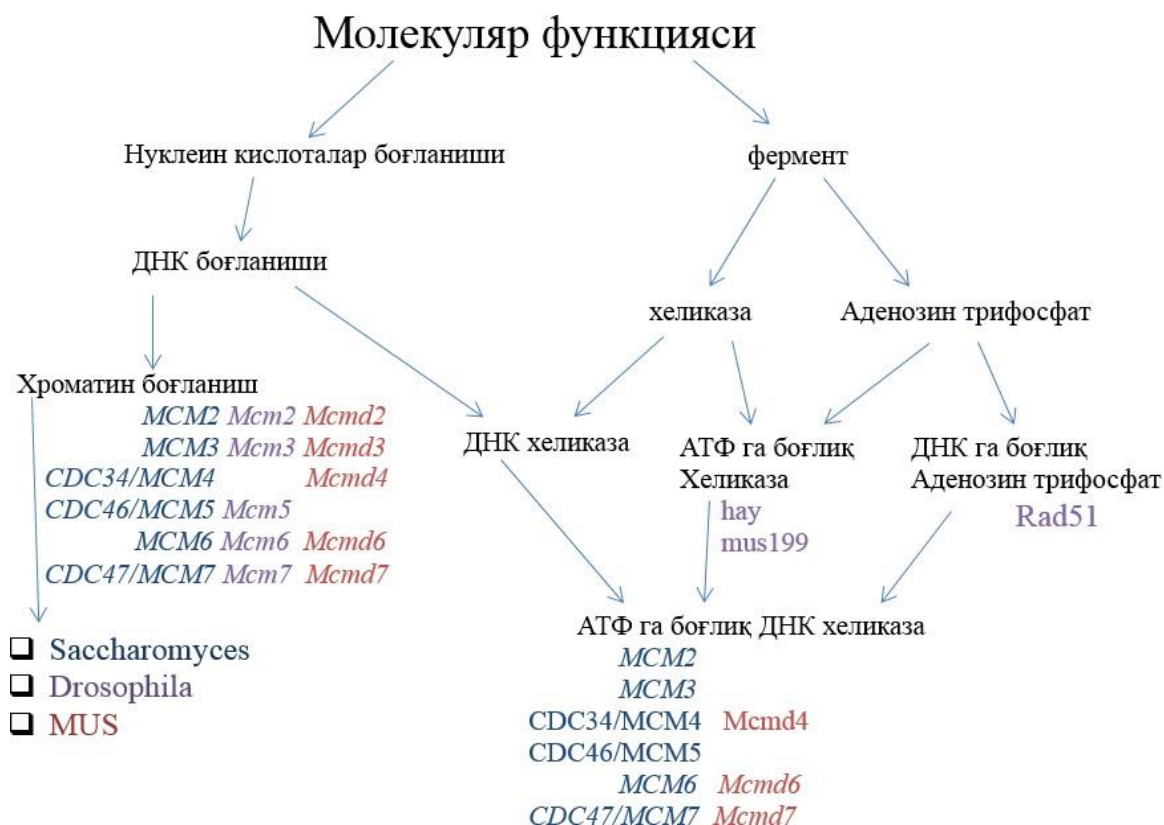 Молекуляр функцияси
Нуклеин кислоталар боғланиши
фермент
ДНК боғланиши
хеликаза
Аденозин трифосфат
Хроматин боғланиш
MCM2 Mcm2 Mcmd2
MCM3 Mcm3 Mcmd3
CDC34/MCM4 Mcmd4
CDC46/MCM5 Mcm5
MCM6 Mcm6 Mcmd6
CDC47/MCM7 Mcm7 Mcmd7
ДНК хеликаза
АТФ га боғлиқ
Хеликаза
hay
mus199
ДНК га боғлиқ
Аденозин трифосфат
Rad51
Saccharomyces
Drosophila
MUS
АТФ га боғлиқ ДНК хеликаза
MCM2
MCM3
CDC34/MCM4 Mcmd4
CDC46/MCM5
MCM6 Mcmd6
CDC47/MCM7 Mcmd7